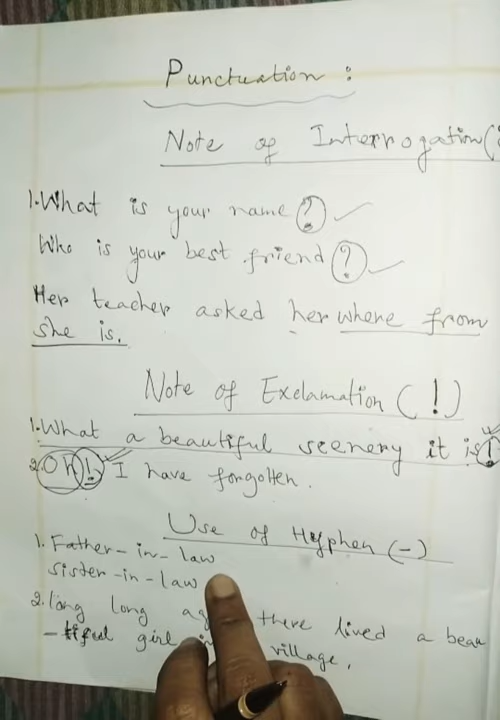 Punctuation :
Note of Interrogation (
1. What is your name ?
Who is your best friend ?
Her teacher asked her where from
she is.
Note of Exclamation ( ! )
1. What a beautiful seenery it is !
2. Oh ! I have forgotten.
Use of Hyphen (-)
1. Father - in - law
sister - in - law
2. long long there lived a beau
- tiful girl village.